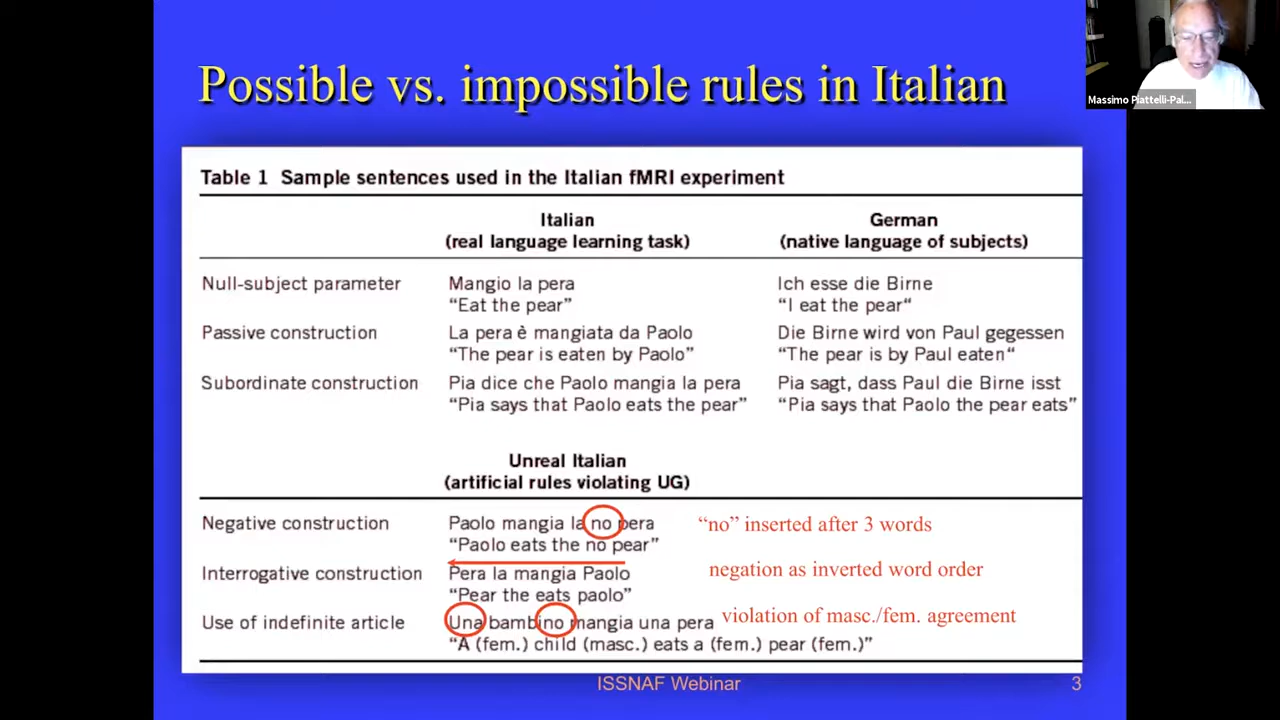 Possible vs. impossible rules in Italian
Massimo Piattelli-Pal...
Table 1 Sample sentences used in the Italian fMRI experiment
Italian
(real language learning task)
German
(native language of subjects)
Null-subject parameter
Mangio la pera
"Eat the pear"
Ich esse die Birne
"I eat the pear“
Passive construction
La pera è mangiata da Paolo
"The pear is eaten by Paolo"
Die Birne wird von Paul gegessen
"The pear is by Paul eaten“
Subordinate construction
Pia dice che Paolo mangia la pera
"Pia says that Paolo eats the pear"
Pia sagt, dass Paul die Birne isst
"Pia says that Paolo the pear eats"
Unreal Italian
(artificial rules violating UG)
Negative construction
Paolo mangia la no pera
"Paolo eats the no pear"
“no” inserted after 3 words
Interrogative construction
Pera la mangia Paolo
"Pear the eats paolo"
negation as inverted word order
Use of indefinite article
Una bambino mangia una pera
"A (fem.) child (masc.) eats a (fem.) pear (fem.)"
violation of masc./fem. agreement
ISSNAF Webinar
3